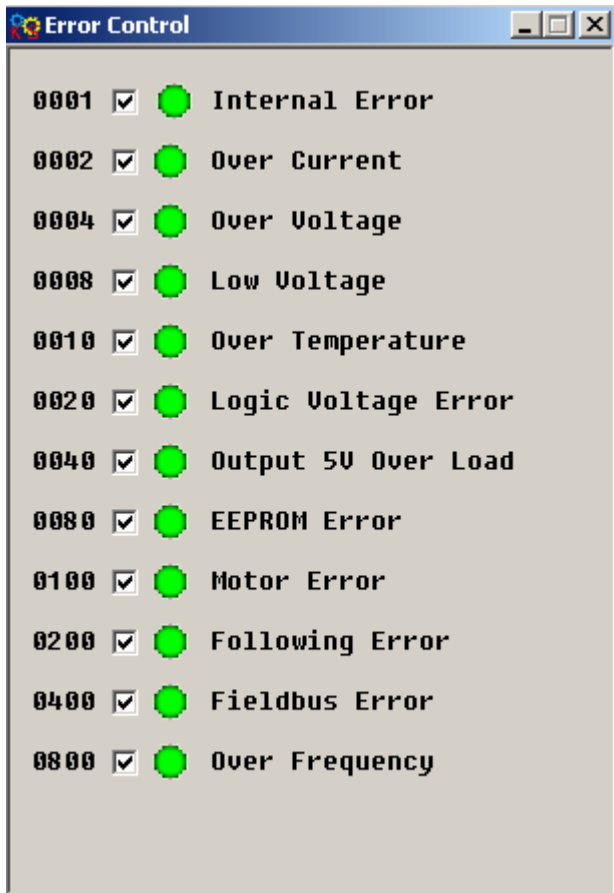 Error Control
0001 Internal Error
0002 Over Current
0004 Over Voltage
0008 Low Voltage
0010 Over Temperature
0020 Logic Voltage Error
0040 Output 5V Over Load
0080 EEPROM Error
0100 Motor Error
0200 Following Error
0400 Fieldbus Error
0800 Over Frequency